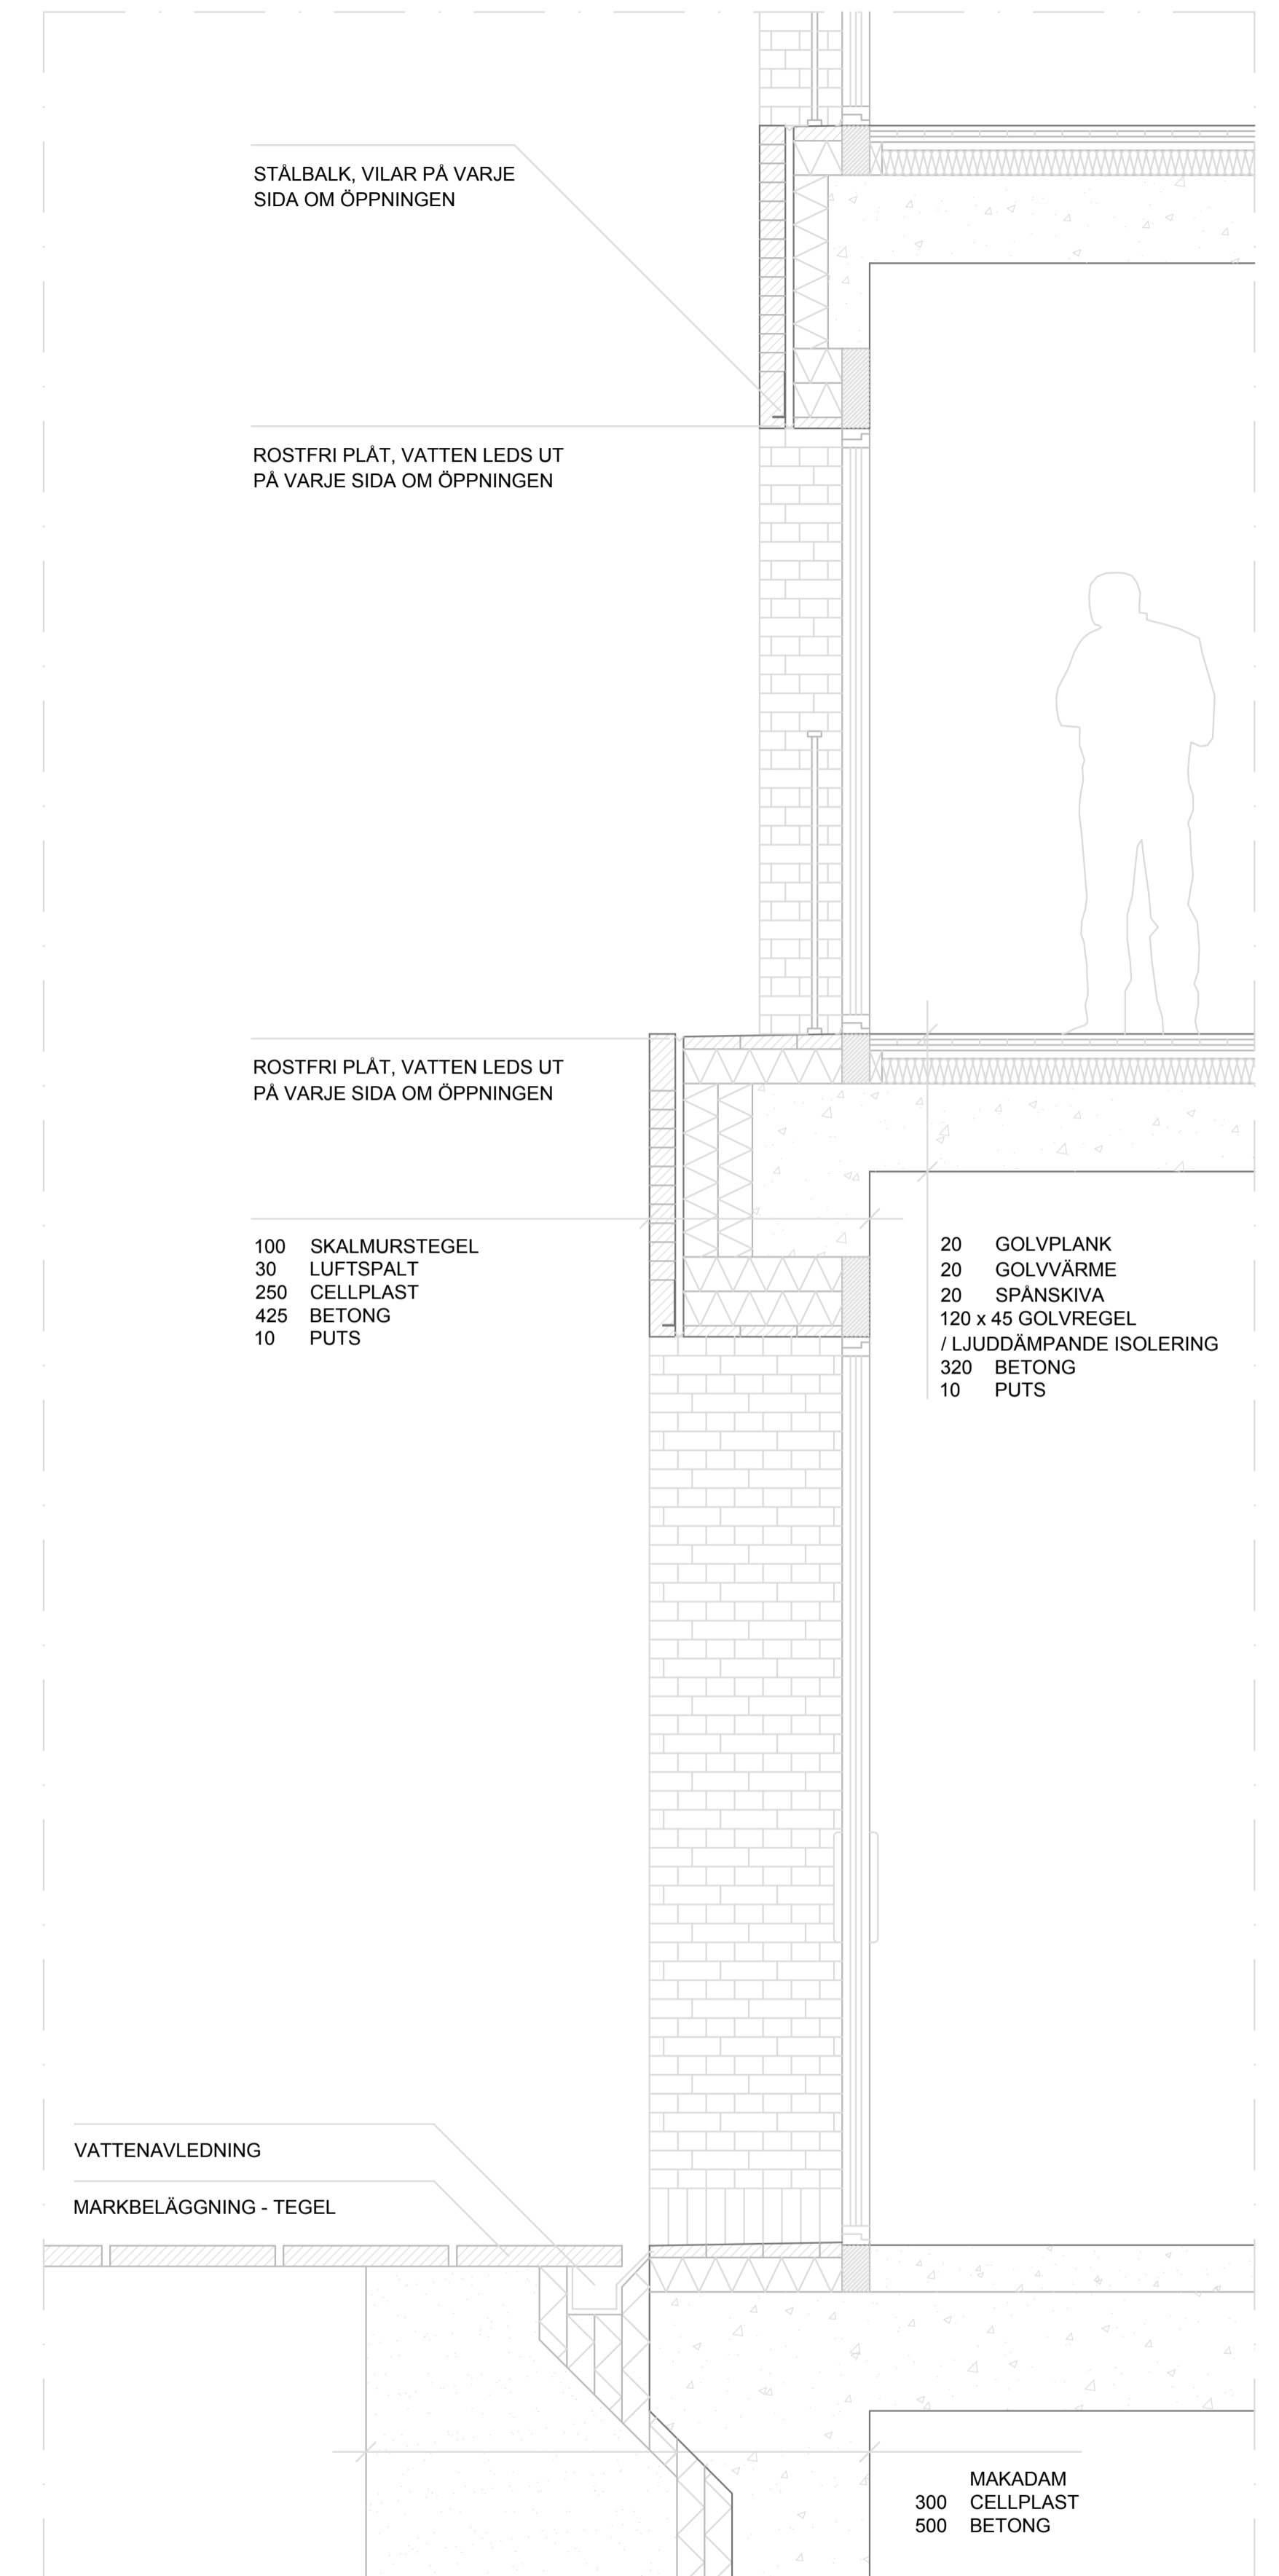 STÅLBALK, VILAR PÅ VARJE
SIDA OM ÖPPNINGEN
ROSTFRI PLÅT, VATTEN LEDS UT
PÅ VARJE SIDA OM ÖPPNINGEN
ROSTFRI PLÅT, VATTEN LEDS UT
PÅ VARJE SIDA OM ÖPPNINGEN
100 SKALMURSTEGEL
30 LUFTSPALT
250 CELLPLAST
425 BETONG
10 PUTS
20 GOLVPLANK
20 GOLVVÄRME
20 SPÅNSKIVA
120 x 45 GOLVREGEL
/ LJUDDÄMPANDE ISOLERING
320 BETONG
10 PUTS
VATTENAVLEDNING
MARKBELÄGGNING - TEGEL
MAKADAM
300 CELLPLAST
500 BETONG